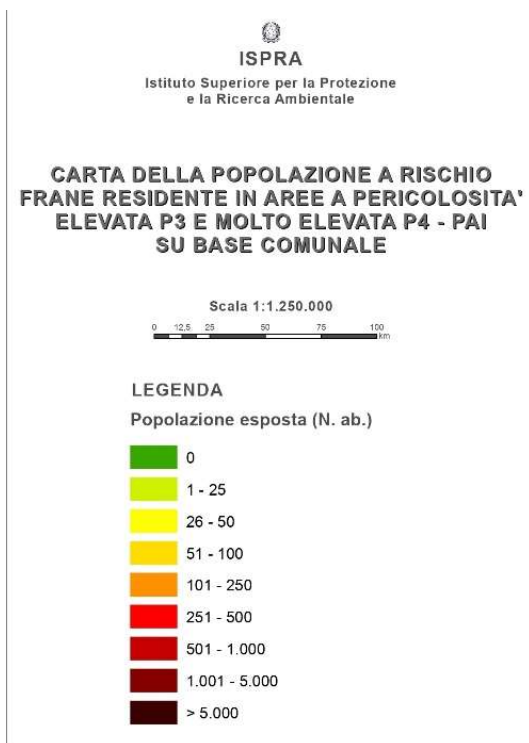 ISPRA
Istituto Superiore per la Protezione
e la Ricerca Ambientale
CARTA DELLA POPOLAZIONE A RISCHIO
FRANE RESIDENTE IN AREE A PERICOLOSITA'
ELEVATA P3 E MOLTO ELEVATA P4 - PAI
SU BASE COMUNALE
Scala 1:1.250.000
0 12,5 25 50 75 100
km
LEGENDA
Popolazione esposta (N. ab.)
0
1 - 25
26 - 50
51 - 100
101 - 250
251 - 500
501 - 1.000
1.001 - 5.000
> 5.000